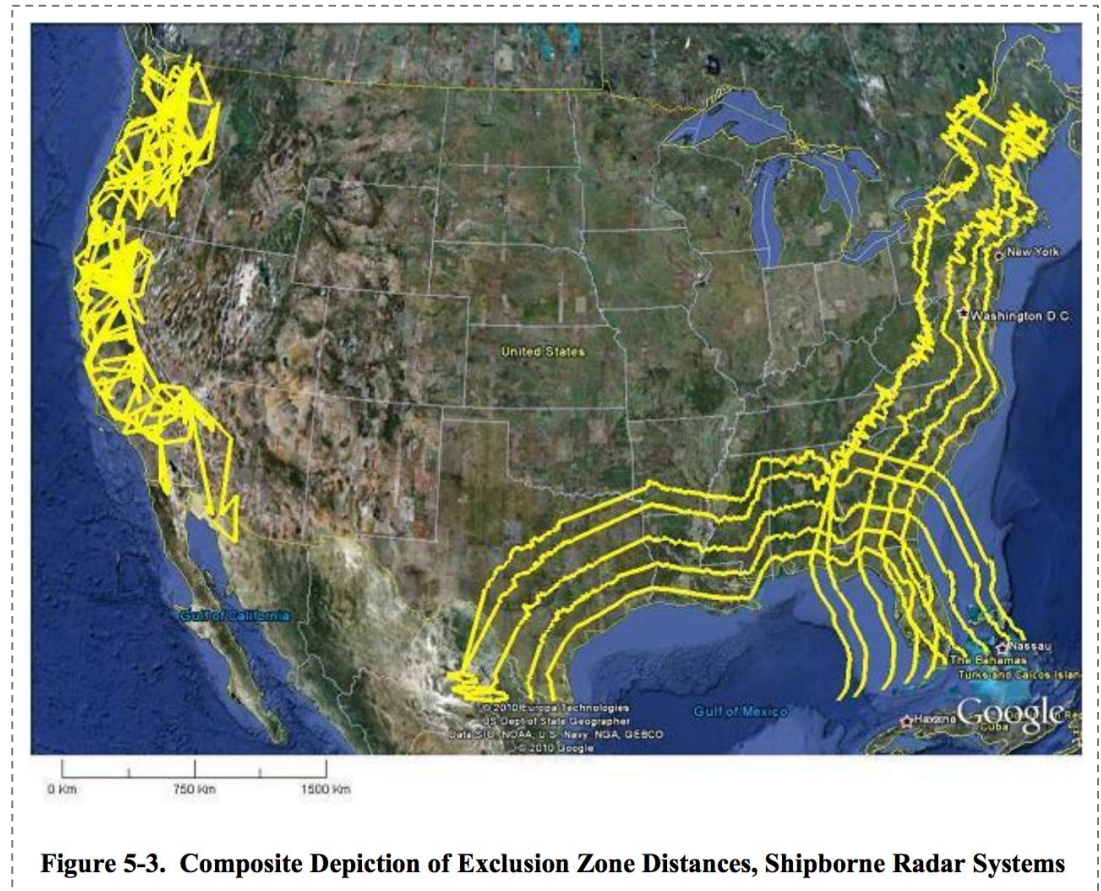 New York
Washington D.C.
United States
Gulf of California
Nassau
The Bahamas
Turks and Caicos Islan
© 2010 Europa Technologies
US Dept of State Geographer
Data SIO, NOAA, U.S. Navy, NGA, GEBCO
© 2010 Google
Gulf of Mexico
Havana
Google
Cuba
0 Km 750 Km 1500 Km
Figure 5-3. Composite Depiction of Exclusion Zone Distances, Shipborne Radar Systems